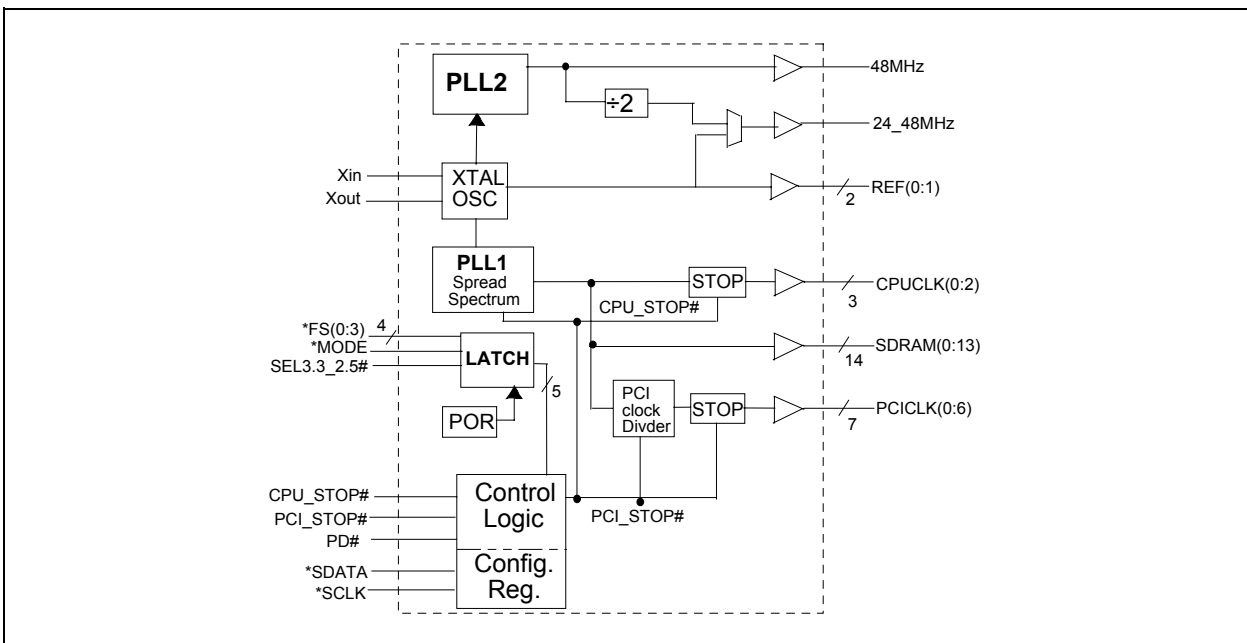 PLL2
48MHz
÷2
24_48MHz
Xin
Xout
XTAL
OSC
REF(0:1)
2
PLL1
Spread
Spectrum
STOP
CPUCLK(0:2)
3
CPU_STOP#
*FS(0:3)
4
*MODE
SEL3.3_2.5#
LATCH
5
SDRAM(0:13)
14
POR
PCI
clock
Divder
STOP
PCICLK(0:6)
7
CPU_STOP#
PCI_STOP#
PD#
Control
Logic
PCI_STOP#
*SDATA
*SCLK
Config.
Reg.